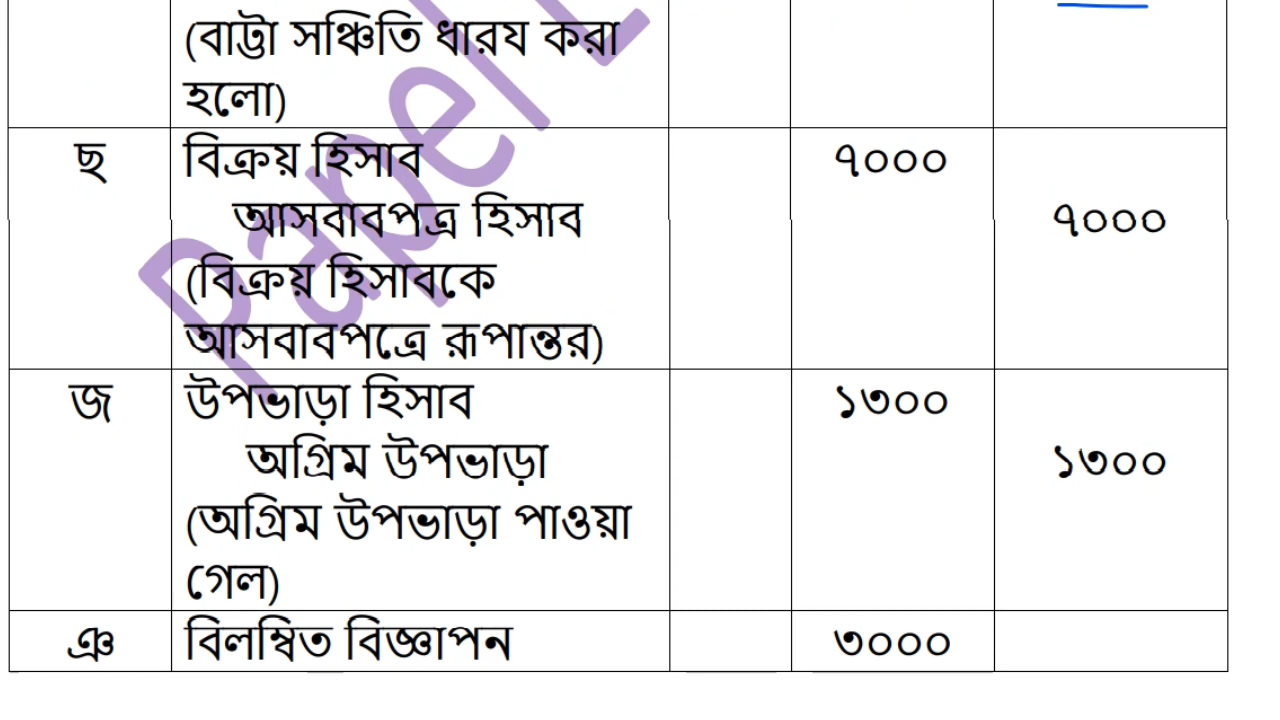 (বাট্টা সঞ্চিতি ধারয করা
হলো)
ছ বিক্রয় হিসাব ৭০০০
আসবাবপত্র হিসাব ৭০০০
(বিক্রয় হিসাবকে
আসবাবপত্রে রূপান্তর)
জ উপভাড়া হিসাব ১৩০০
অগ্রিম উপভাড়া ১৩০০
(অগ্রিম উপভাড়া পাওয়া
গেল)
ঞ বিলম্বিত বিজ্ঞাপন ৩০০০